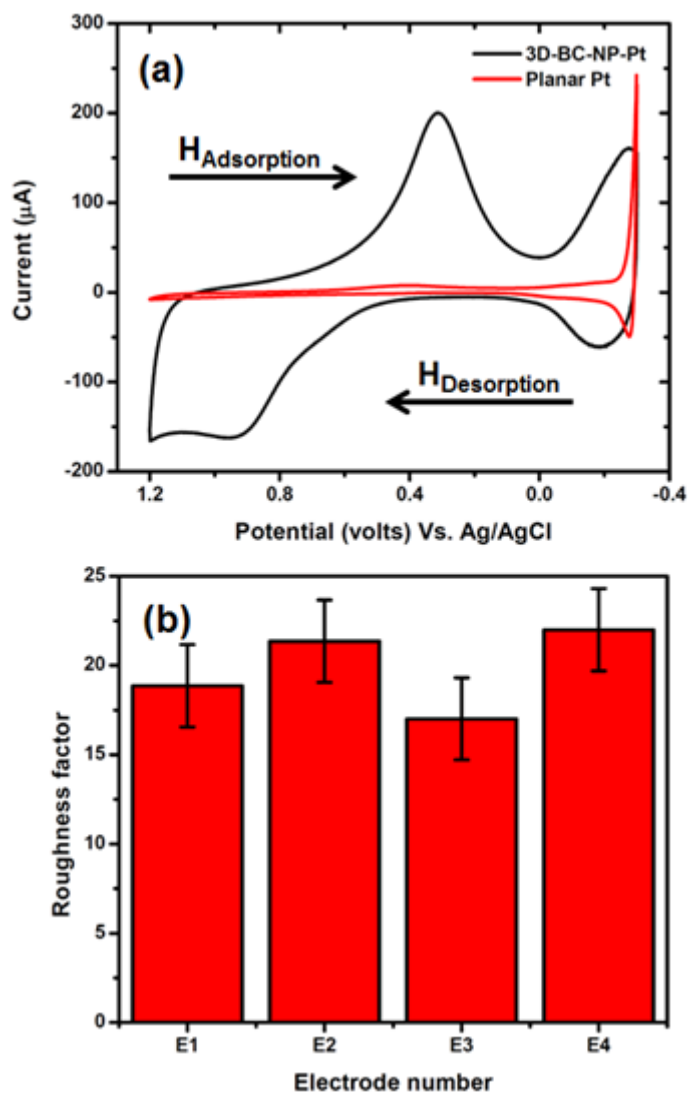 300
(a)
3D-BC-NP-Pt
Planar Pt
200
HAdsorption
100
Current (µA)
0
-100
HDesorption
-200
1.2 0.8 0.4 0.0 -0.4
Potential (volts) Vs. Ag/AgCl
25
(b)
20
15
Roughness factor
10
5
0
E1 E2 E3 E4
Electrode number